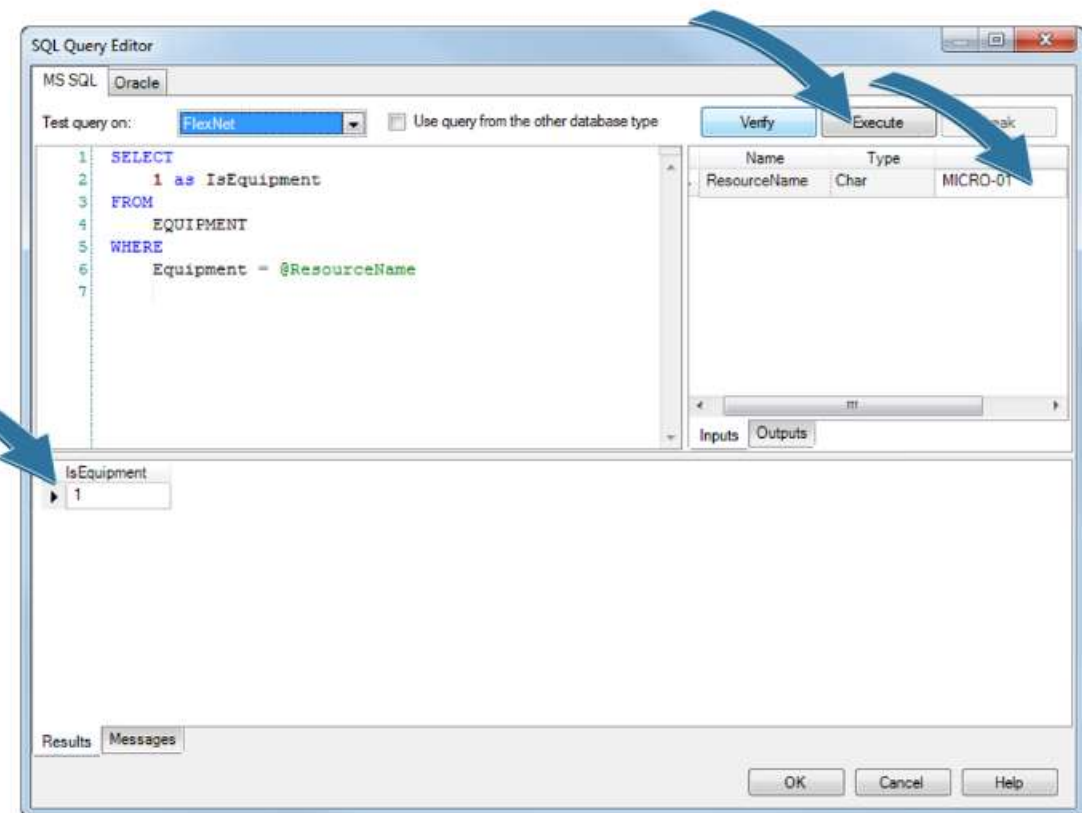 SQL Query Editor
MS SQL Oracle
Test query on: FlexNet Use query from the other database type Verify Execute
1 SELECT
2 1 as IsEquipment
3 FROM
4 EQUIPMENT
5 WHERE
6 Equipment = @ResourceName
7
Name Type
ResourceName Char MICRO-01
Inputs Outputs
IsEquipment
1
Results Messages
OK Cancel Help